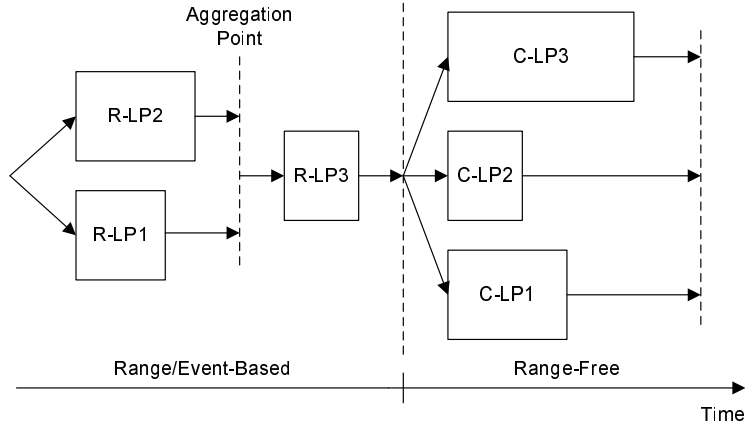 Aggregation
Point
C-LP3
R-LP2
R-LP3
C-LP2
R-LP1
C-LP1
Range/Event-Based
Range-Free
Time